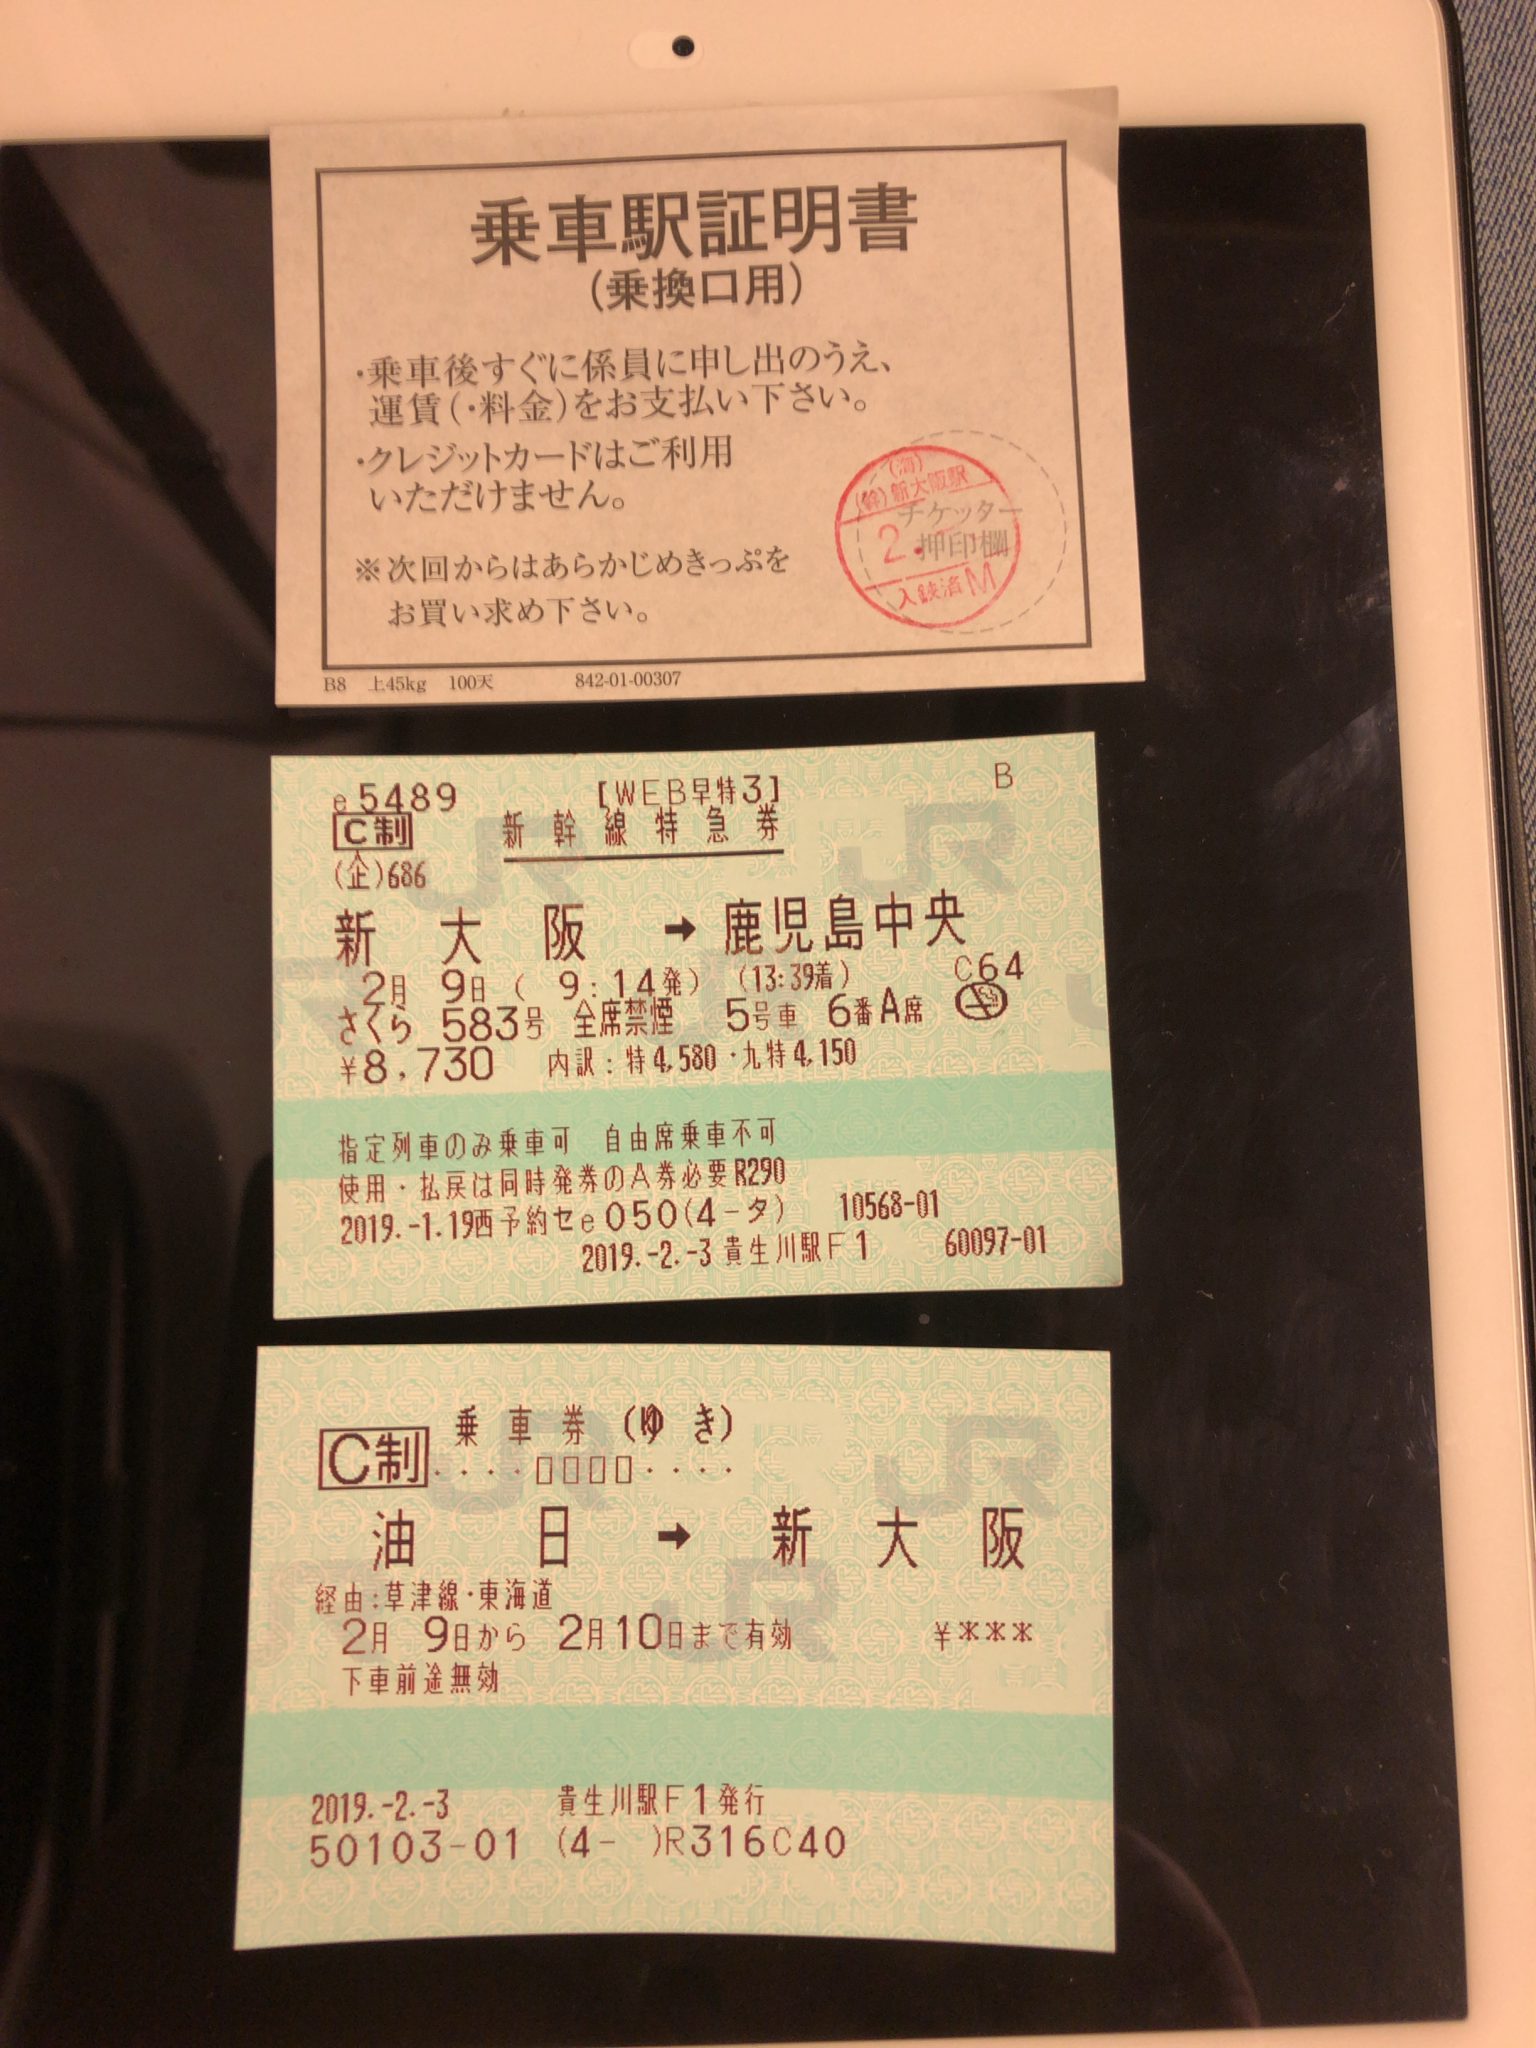 乗車駅証明書
(乗換口用)
・乗車後すぐに係員に申し出のうえ、
運賃(・料金)をお支払い下さい。
・クレジットカードはご利用
いただけません。
※次回からはあらかじめきっぷを
お買い求め下さい。
(海)
(幹)新大阪駅
チケッター
2.
押印欄
入鋏済M
B8 上45kg 100天 842-01-00307
e5489 [WEB早特3] B
C制 新幹線特急券
(企)686
新大阪 → 鹿児島中央
2月 9日 ( 9:14発) (13:39着) C64
さくら 583号 全席禁煙 5号車 6番A席
¥8,730 内訳:特4,580・九特4,150
指定列車のみ乗車可 自由席乗車不可
使用・払戻は同時発券のA券必要R290
2019.-1.19西予約セe050(4-タ) 10568-01
2019.-2.-3貴生川駅F1 60097-01
乗車券(ゆき)
C制 ‥‥□□□□‥‥
油日 → 新大阪
経由:草津線・東海道
2月 9日から 2月10日まで有効 ¥***
下車前途無効
2019.-2.-3 貴生川駅F1発行
50103-01 (4- )R316C40
JR
JR
JR
JR
JR